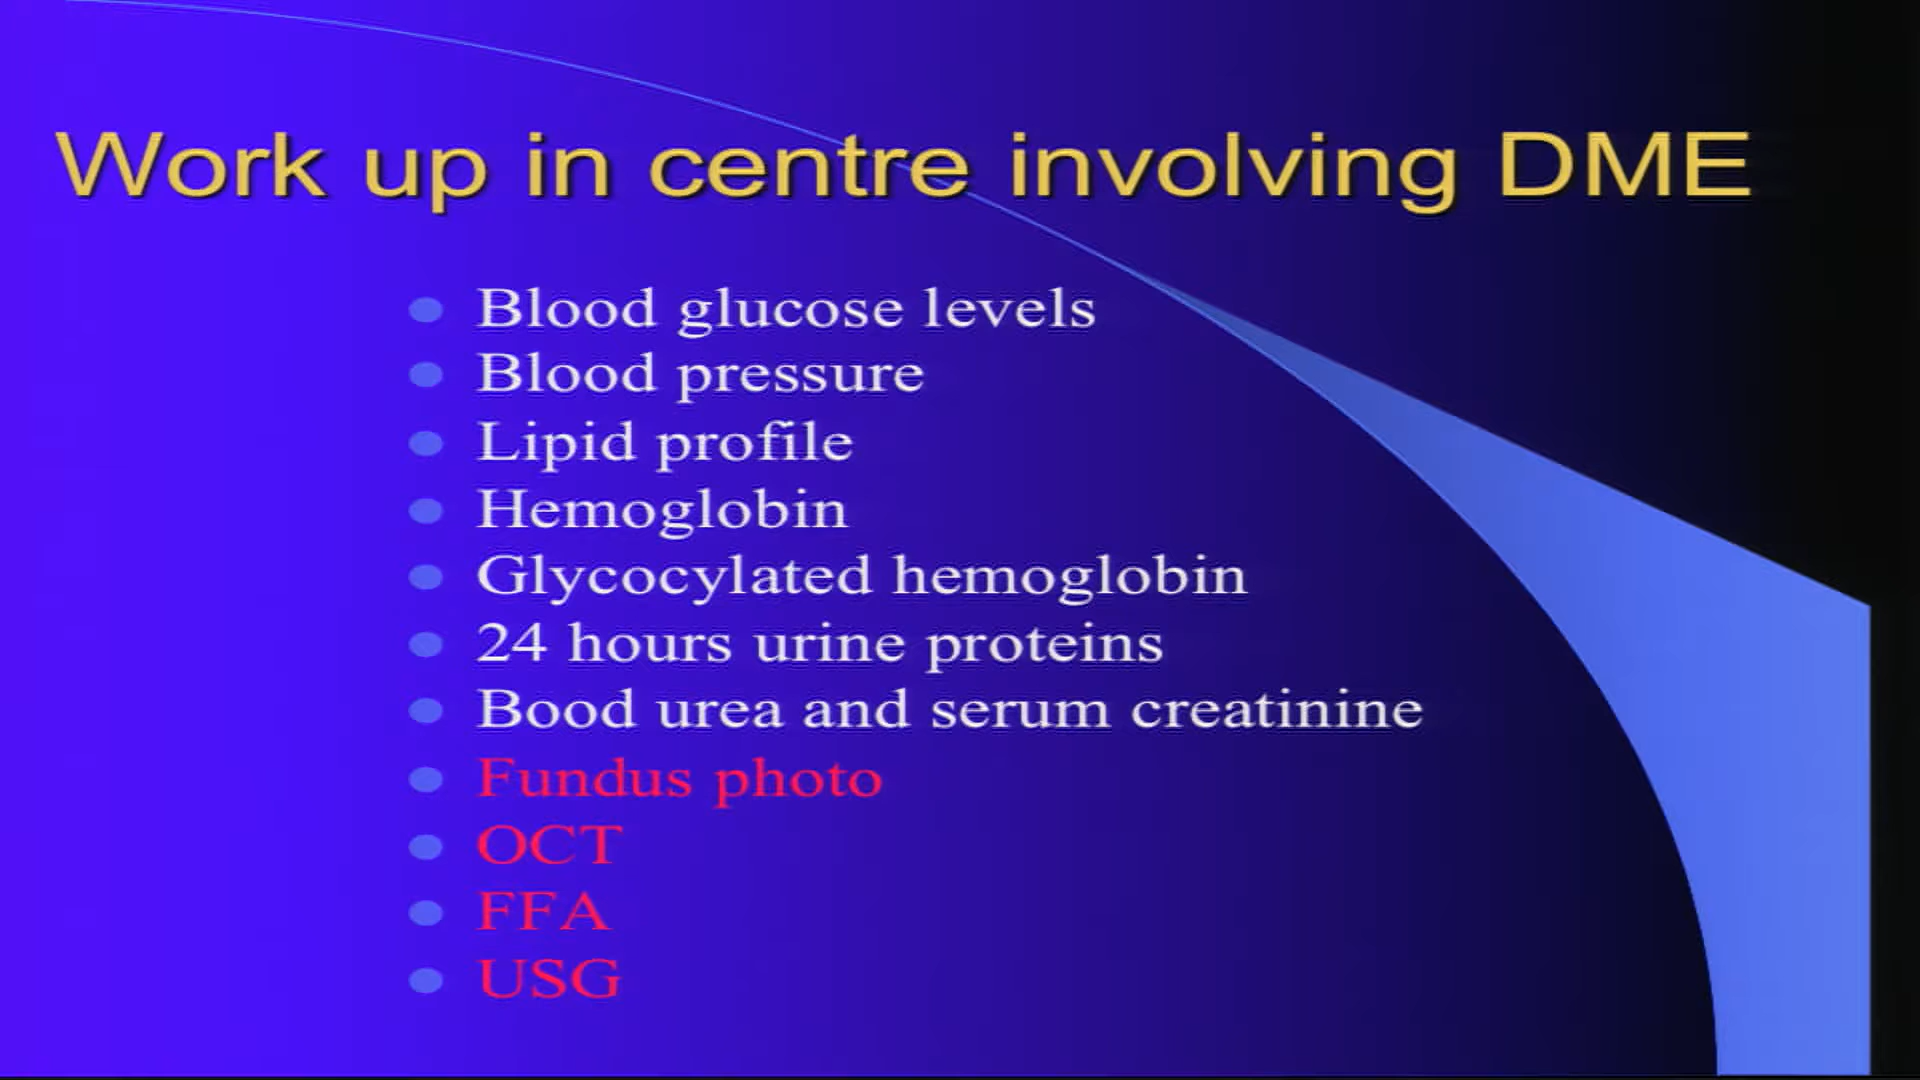 Work up in centre involving DME
Blood glucose levels
Blood pressure
Lipid profile
Hemoglobin
Glycocylated hemoglobin
24 hours urine proteins
Bood urea and serum creatinine
Fundus photo
OCT
FFA
USG